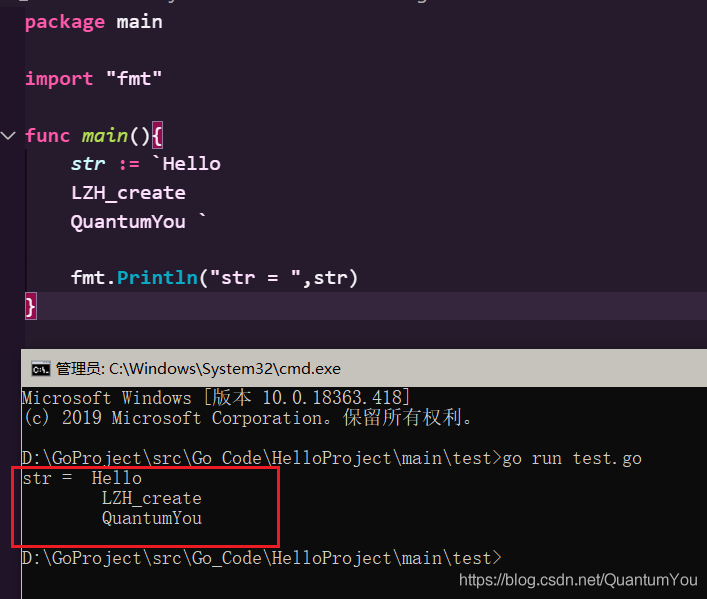 package main
import "fmt"
func main(){
str := `Hello
LZH_create
QuantumYou `
fmt.Println("str = ",str)
}
管理员: C:\Windows\System32\cmd.exe
Microsoft Windows [版本 10.0.18363.418]
(c) 2019 Microsoft Corporation。保留所有权利。
D:\GoProject\src\Go_Code\HelloProject\main\test>go run test.go
str =  Hello
LZH_create
QuantumYou
D:\GoProject\src\Go_Code\HelloProject\main\test>
https://blog.csdn.net/QuantumYou